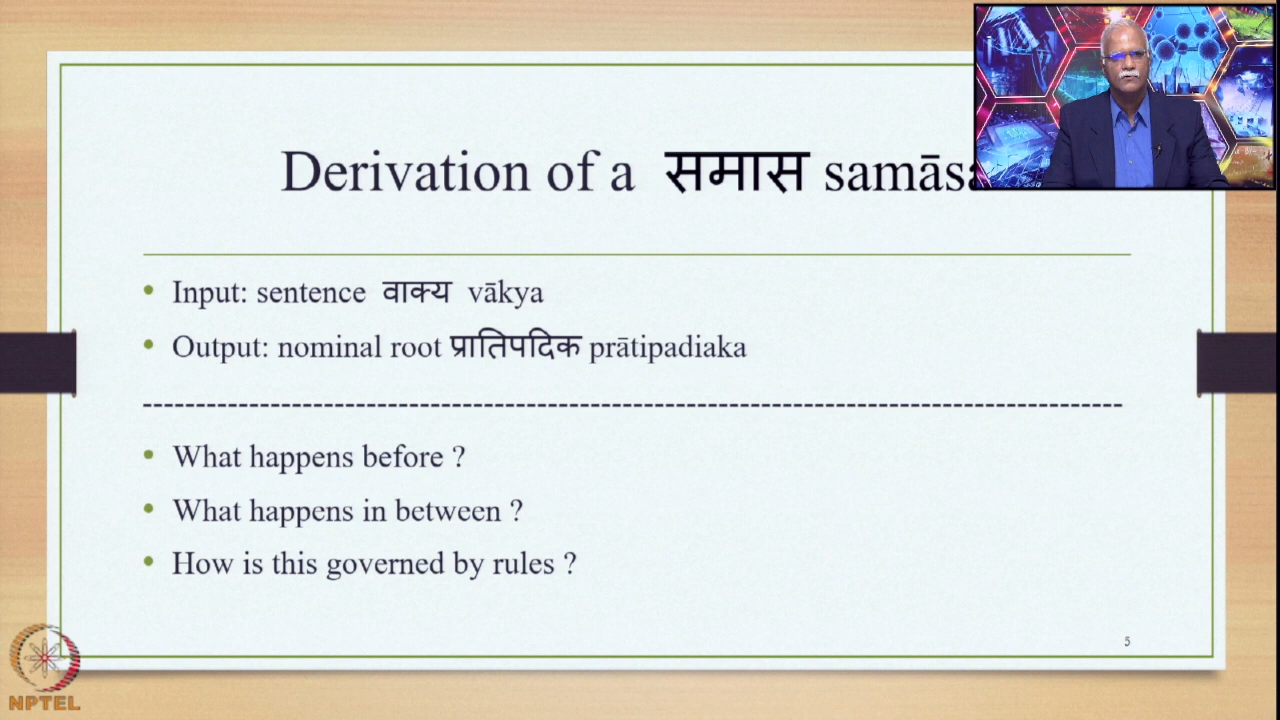 Derivation of a समास samāsa
Input: sentence वाक्य vākya
Output: nominal root प्रातिपदिक prātipadiaka
--------------------------------------------------------------------------------------------
What happens before ?
What happens in between ?
How is this governed by rules ?
5
NPTEL